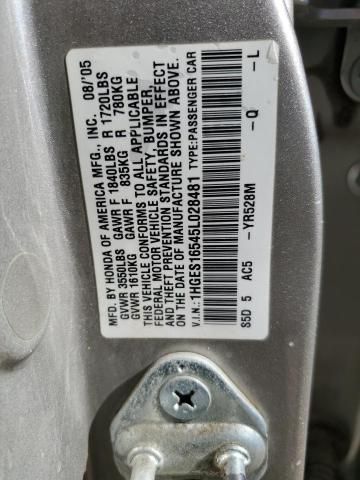 MFD. BY HONDA OF AMERICA MFG., INC. 08/'05
GVWR 3550LBS GAWR F 1840LBS R 1720LBS
GVWR 1610KG GAWR F 835KG R 780KG
THIS VEHICLE CONFORMS TO ALL APPLICABLE
FEDERAL MOTOR VEHICLE SAFETY, BUMPER,
AND THEFT PREVENTION STANDARDS IN EFFECT
ON THE DATE OF MANUFACTURE SHOWN ABOVE.
V.I.N.: 1HGES16545L028481 TYPE:PASSENGER CAR
S5D 5 AC5 -YR528M -Q -L